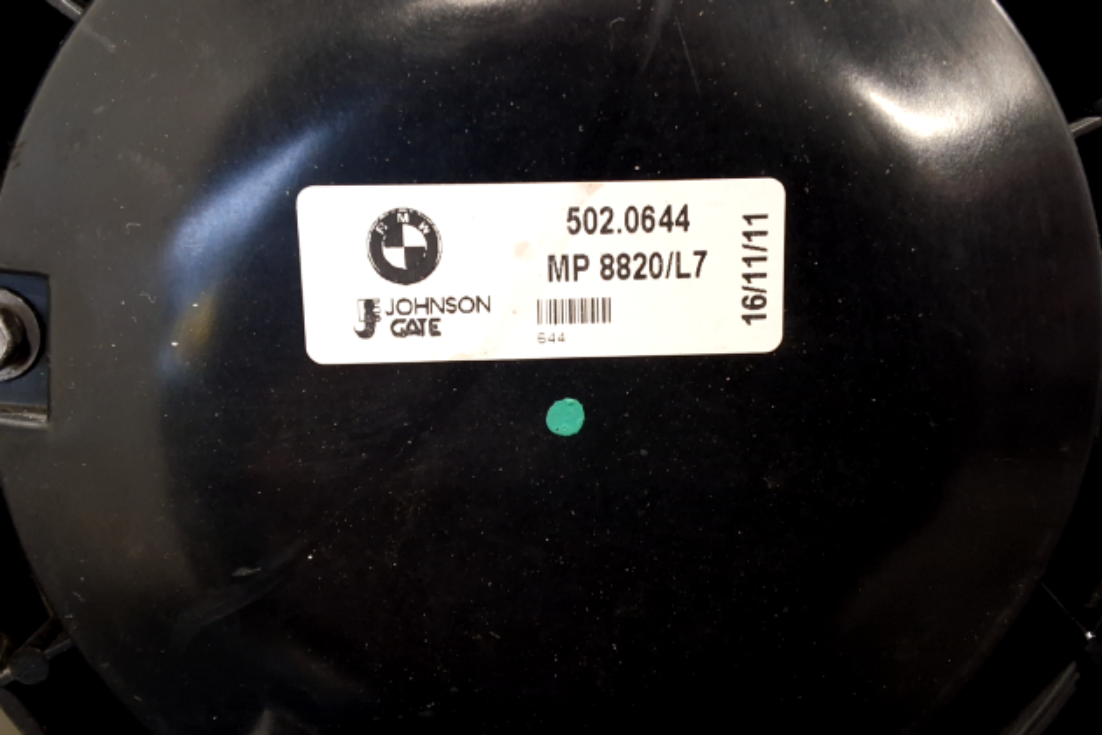 BMW
JOHNSON
GATE
502.0644
MP 8820/L7
644
16/11/11